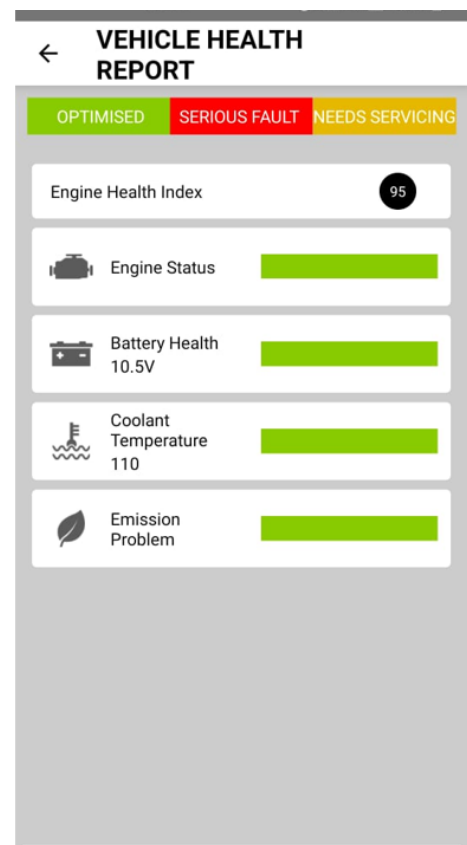 VEHICLE HEALTH
REPORT
OPTIMISED SERIOUS FAULT NEEDS SERVICING
Engine Health Index 95
Engine Status
Battery Health
10.5V
Coolant
Temperature
110
Emission
Problem